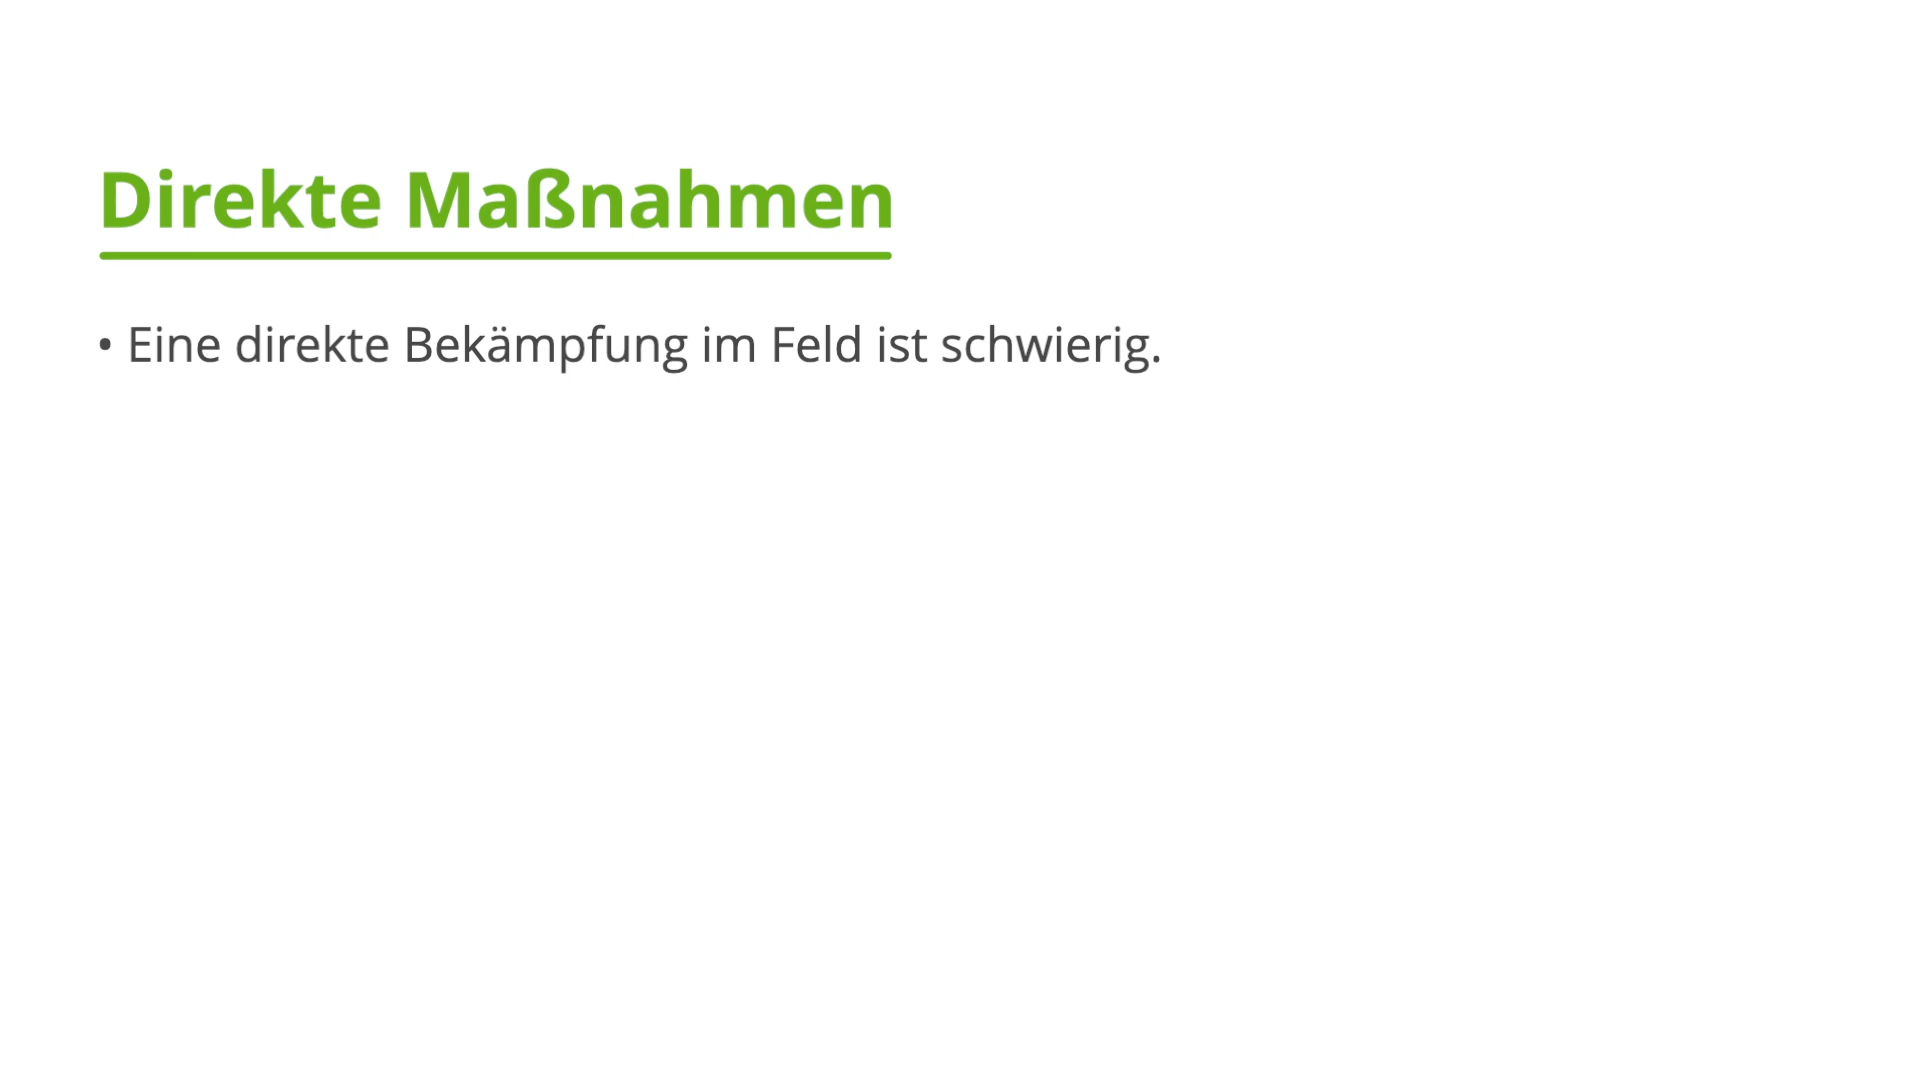 Direkte Maßnahmen
• Eine direkte Bekämpfung im Feld ist schwierig.